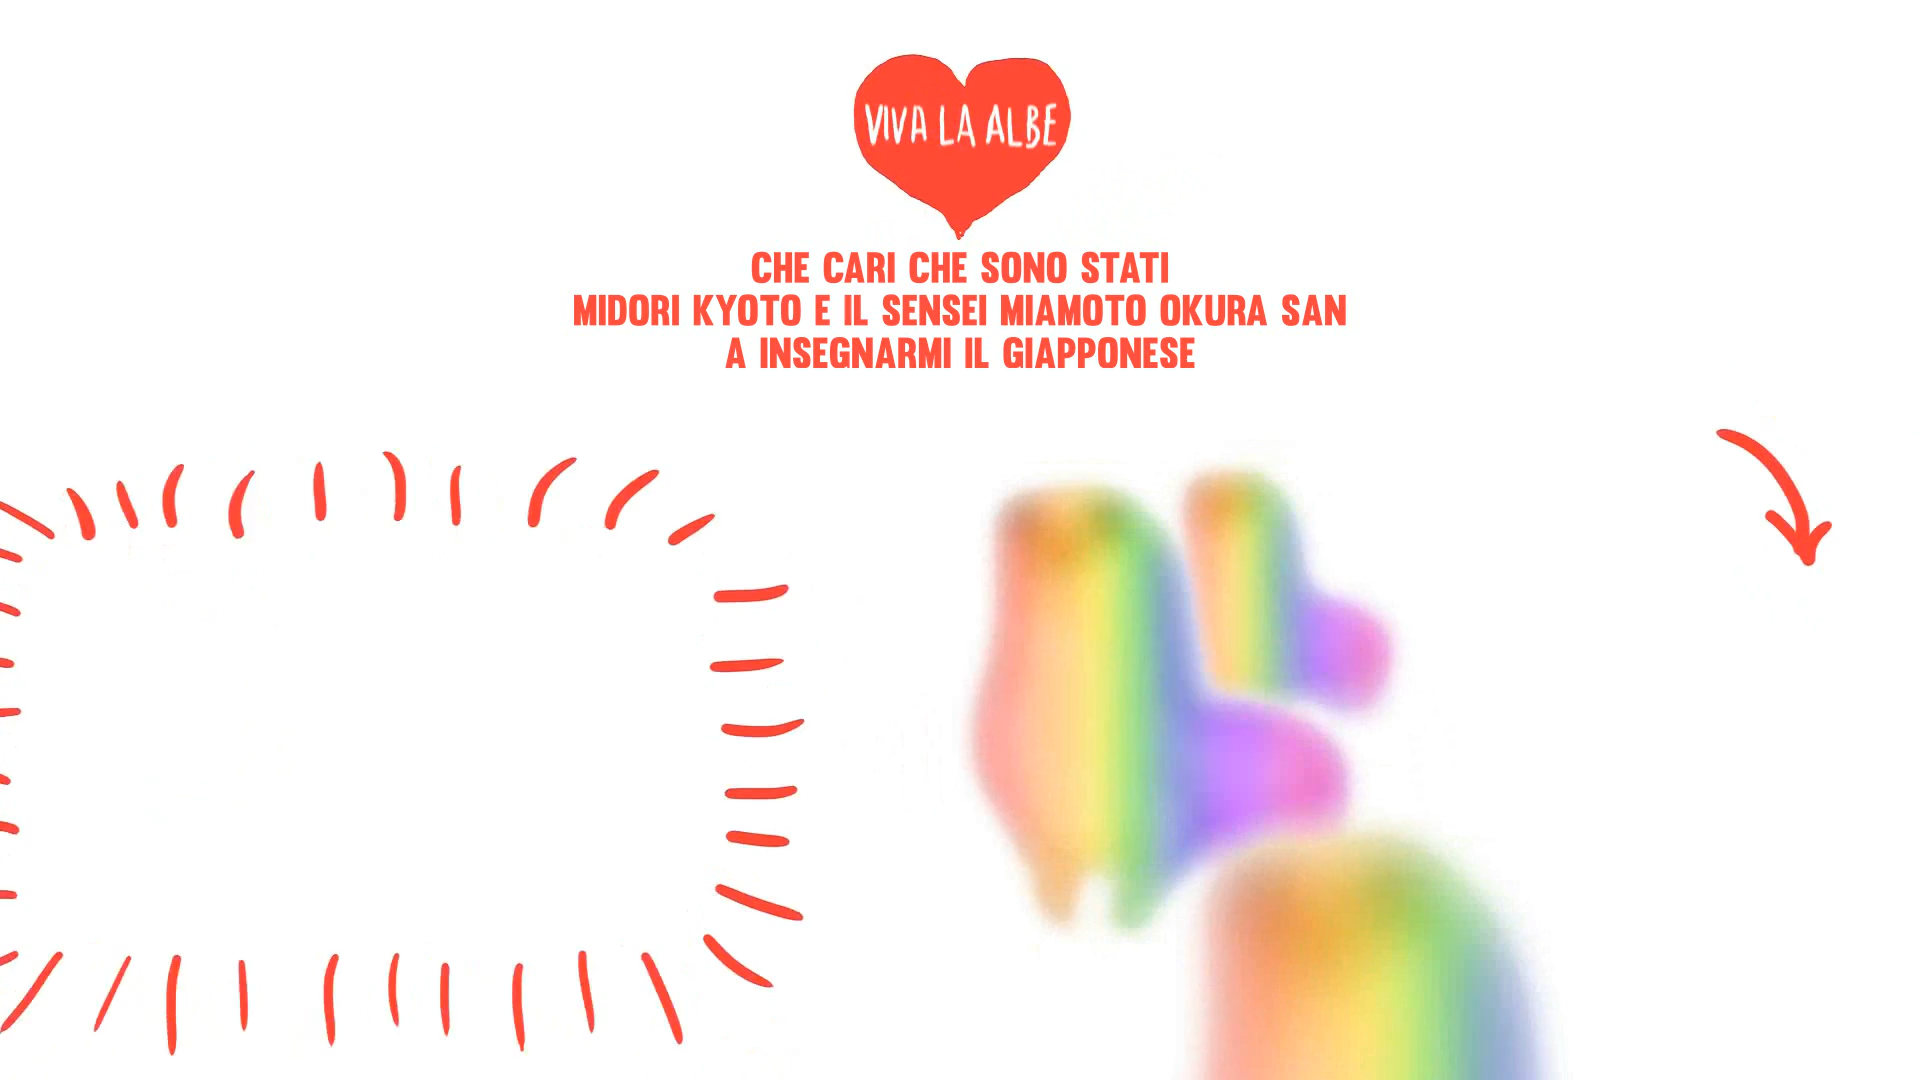 VIVA LA ALBE
CHE CARI CHE SONO STATI
MIDORI KYOTO E IL SENSEI MIAMOTO OKURA SAN
A INSEGNARMI IL GIAPPONESE